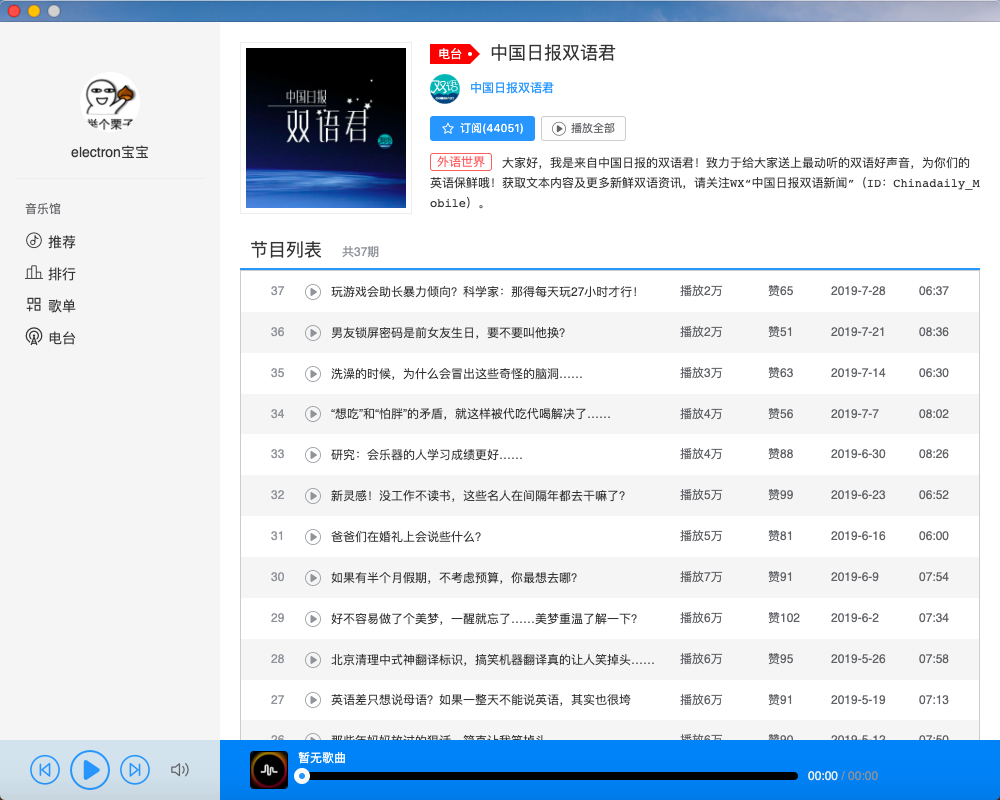 举个栗子
electron宝宝
音乐馆
推荐
排行
歌单
电台
中国日报
双语君
电台
中国日报双语君
双语
中国日报双语君
订阅(44051)
播放全部
外语世界 大家好，我是来自中国日报的双语君！致力于给大家送上最动听的双语好声音，为你们的
英语保鲜哦！获取文本内容及更多新鲜双语资讯，请关注WX“中国日报双语新闻”（ID：Chinadaily_M
obile）。
节目列表 共37期
37 玩游戏会助长暴力倾向？科学家：那得每天玩27小时才行！ 播放2万 赞65 2019-7-28 06:37
36 男友锁屏密码是前女友生日，要不要叫他换？ 播放2万 赞51 2019-7-21 08:36
35 洗澡的时候，为什么会冒出这些奇怪的脑洞…… 播放3万 赞63 2019-7-14 06:30
34 “想吃”和“怕胖”的矛盾，就这样被代吃代喝解决了…… 播放4万 赞56 2019-7-7 08:02
33 研究：会乐器的人学习成绩更好…… 播放4万 赞88 2019-6-30 08:26
32 新灵感！没工作不读书，这些名人在间隔年都去干嘛了？ 播放5万 赞99 2019-6-23 06:52
31 爸爸们在婚礼上会说些什么？ 播放5万 赞81 2019-6-16 06:00
30 如果有半个月假期，不考虑预算，你最想去哪？ 播放7万 赞91 2019-6-9 07:54
29 好不容易做了个美梦，一醒就忘了……美梦重温了解一下？ 播放6万 赞102 2019-6-2 07:34
28 北京清理中式神翻译标识，搞笑机器翻译真的让人笑掉头…… 播放6万 赞95 2019-5-26 07:58
27 英语差只想说母语？如果一整天不能说英语，其实也很垮 播放6万 赞91 2019-5-19 07:13
26 那些年妈妈放过的狠话，简直让我笑掉头 播放6万 赞90 2019-5-12 07:50
暂无歌曲
00:00 / 00:00